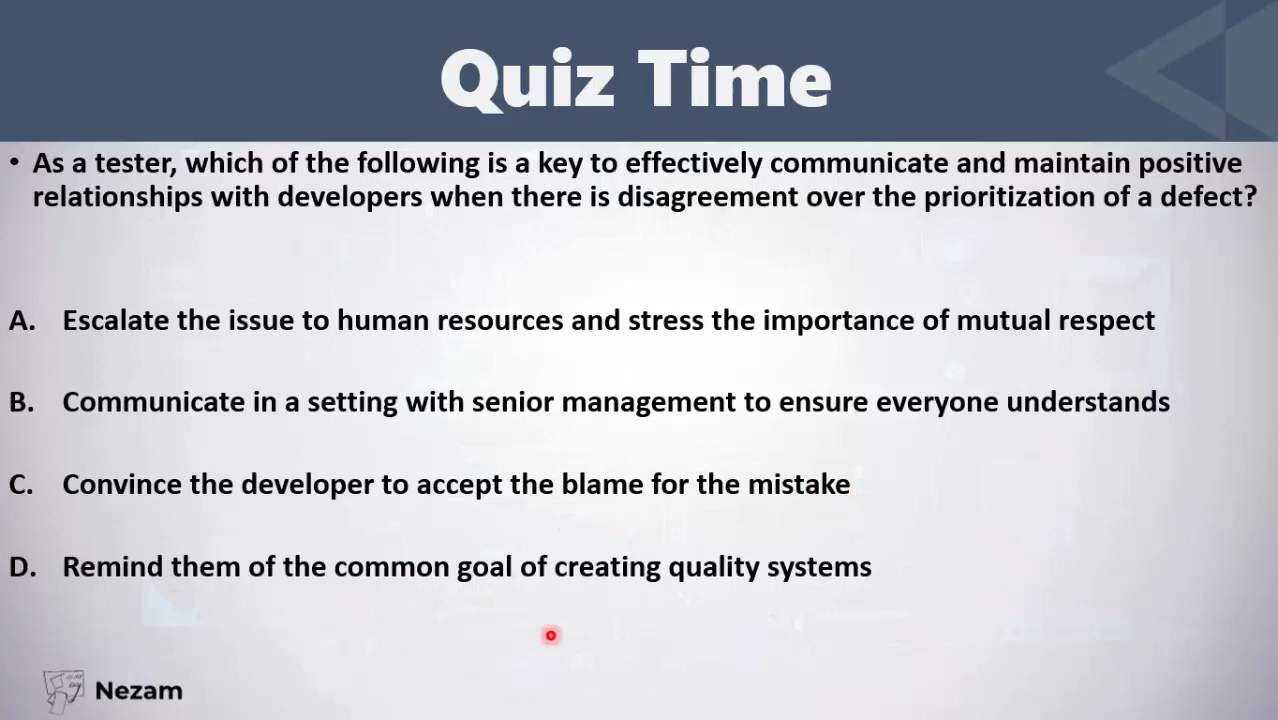 Quiz Time
• As a tester, which of the following is a key to effectively communicate and maintain positive
relationships with developers when there is disagreement over the prioritization of a defect?
A. Escalate the issue to human resources and stress the importance of mutual respect
B. Communicate in a setting with senior management to ensure everyone understands
C. Convince the developer to accept the blame for the mistake
D. Remind them of the common goal of creating quality systems
Nezam